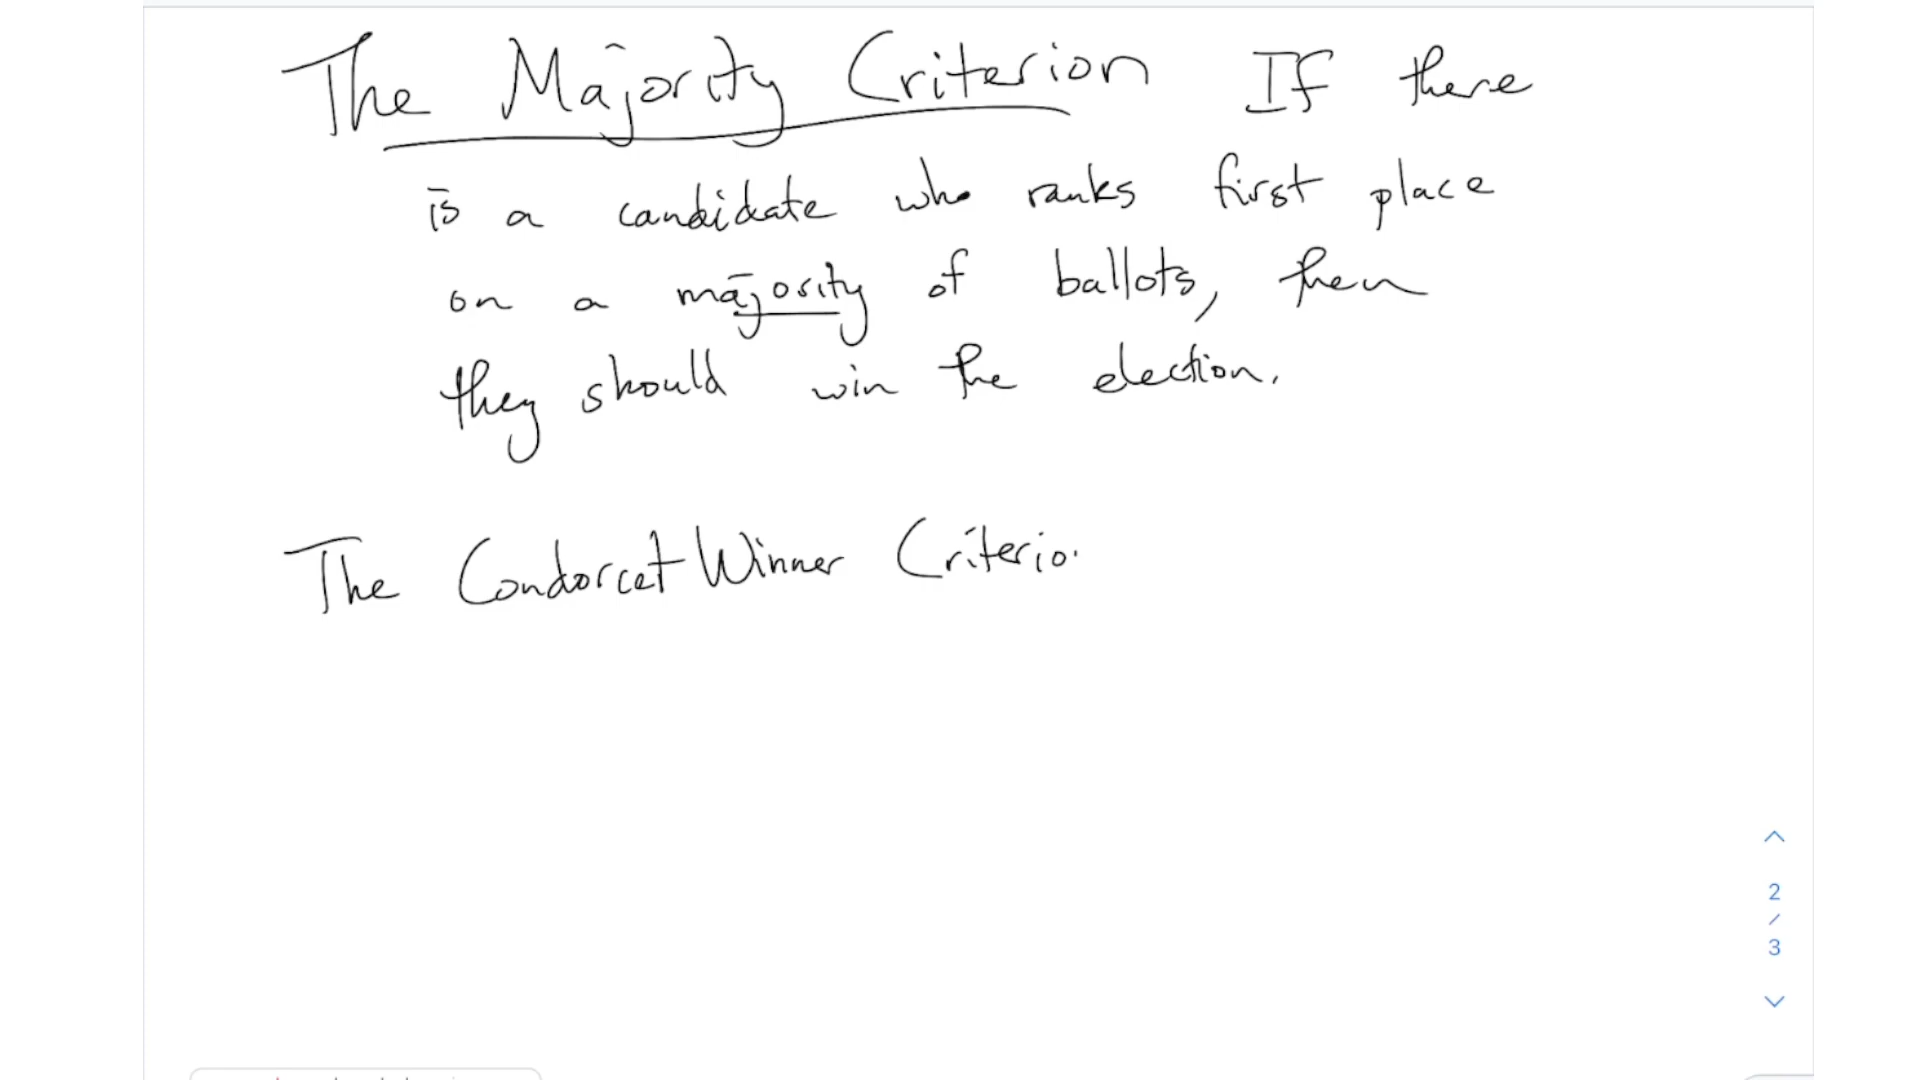 The Majority Criterion If there
is a candidate who ranks first place
on a majority of ballots, then
they should win the election.
The Condorcet Winner Criterio
2
/
3